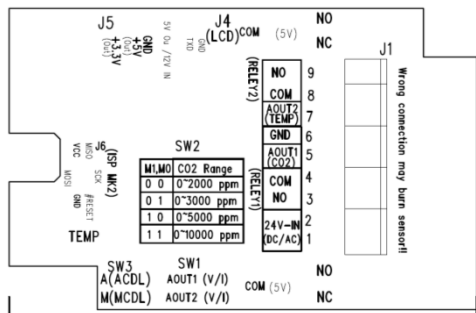 J5
+3.3V
(Out)
+5V
(Out)
GND
5V Ou /12V IN
TXD
GND
J4
(LCD)
COM (5V)
NO
NC
J1
(RELEY2)
NO 9
COM 8
AOUT2
(TEMP) 7
GND 6
AOUT1
(CO2) 5
(RELEY1)
COM 4
NO 3
24V-IN 2
(DC/AC) 1
Wrong connection may burn sensor!!
J6
(ISP MK2)
VCC
MISO
MOSI
SCK
GND
/RESET
TEMP
SW2
M1,M0 CO2 Range
0 0 0~2000 ppm
0 1 0~3000 ppm
1 0 0~5000 ppm
1 1 0~10000 ppm
SW3
A(ACDL)
M(MCDL)
SW1
AOUT1 (V/I)
AOUT2 (V/I)
COM (5V)
NO
NC